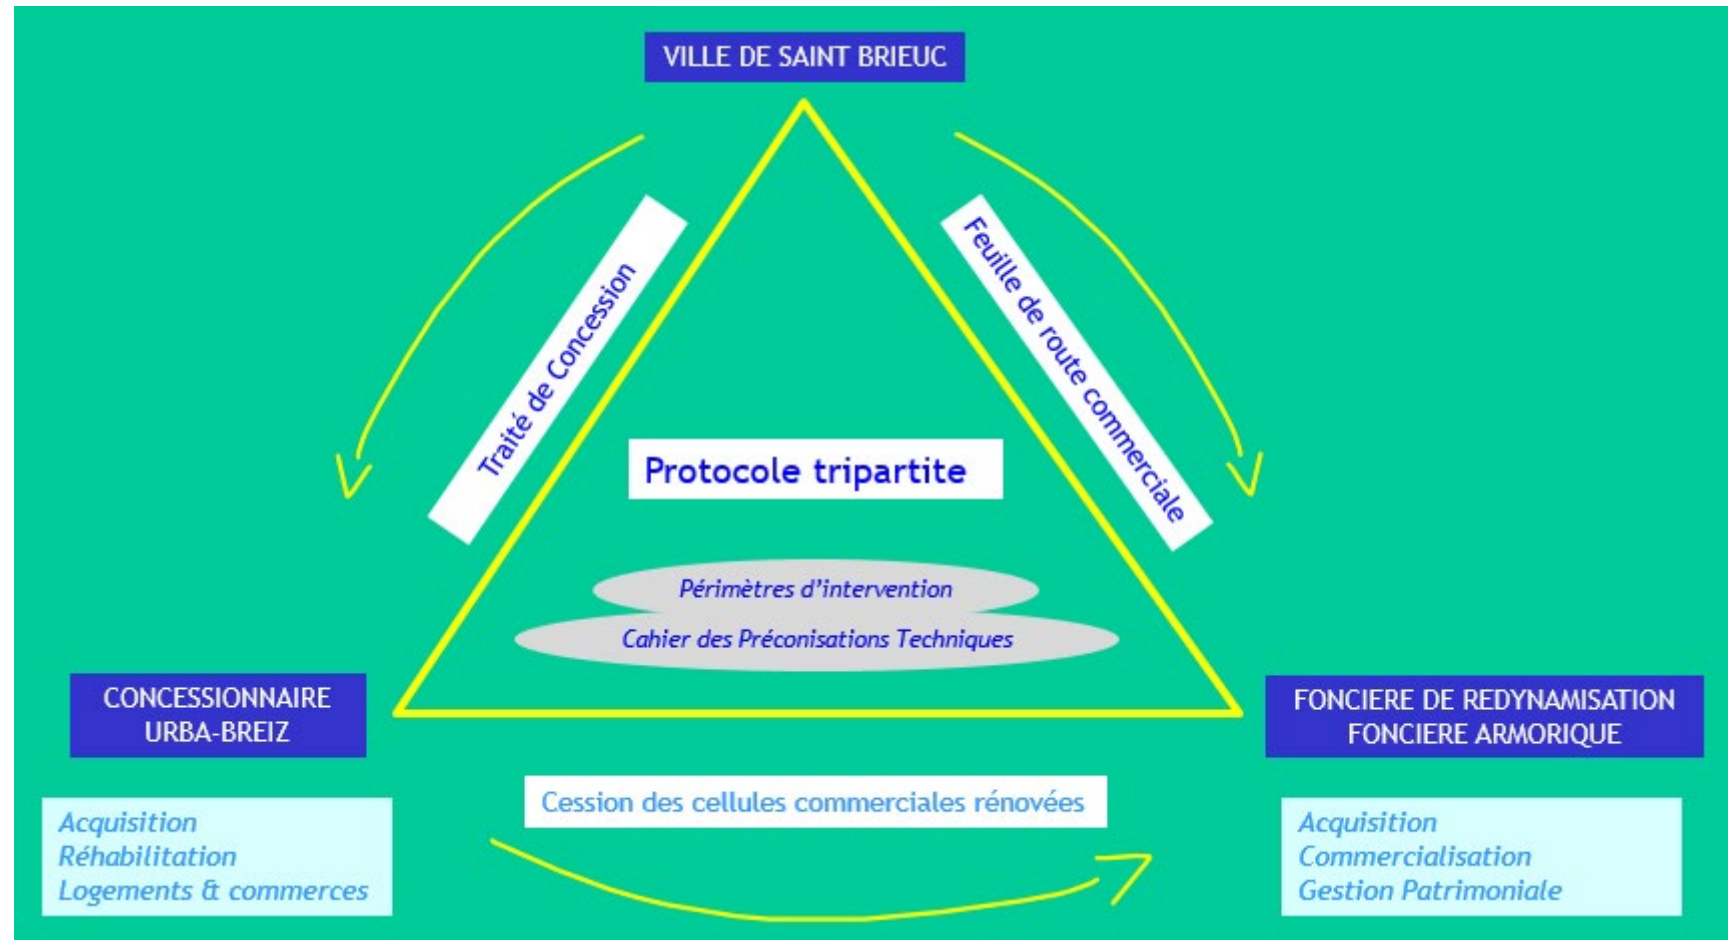 VILLE DE SAINT BRIEUC
Traité de Concession
Feuille de route commerciale
Protocole tripartite
Périmètres d’intervention
Cahier des Préconisations Techniques
CONCESSIONNAIRE
URBA-BREIZ
FONCIERE DE REDYNAMISATION
FONCIERE ARMORIQUE
Cession des cellules commerciales rénovées
Acquisition
Réhabilitation
Logements & commerces
Acquisition
Commercialisation
Gestion Patrimoniale